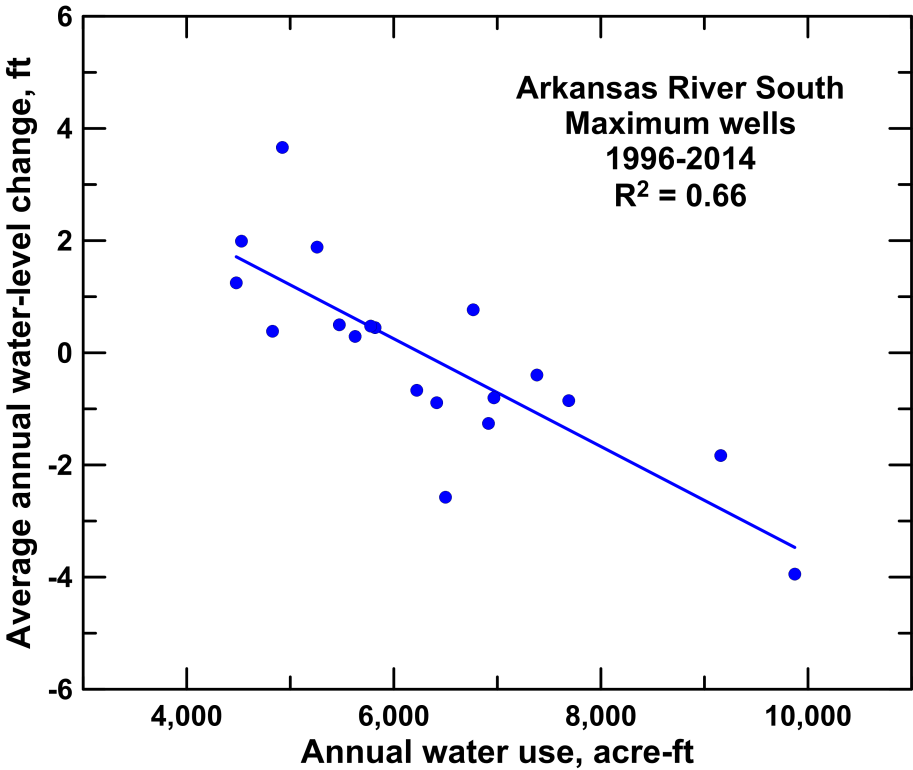 Arkansas River South
Maximum wells
1996-2014
R² = 0.66
Average annual water-level change, ft
6
4
2
0
-2
-4
-6
4,000 6,000 8,000 10,000
Annual water use, acre-ft